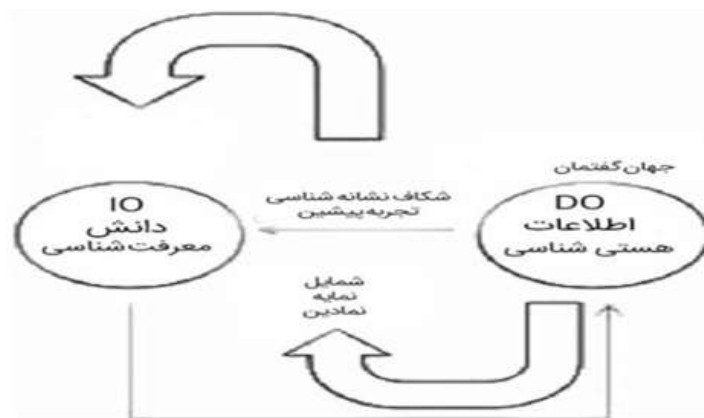 جهان گفتمان
DO
اطلاعات
هستی شناسی
شکاف نشانه شناسی
تجربه پیشین
IO
دانش
معرفت شناسی
شمایل
نمایه
نمادین